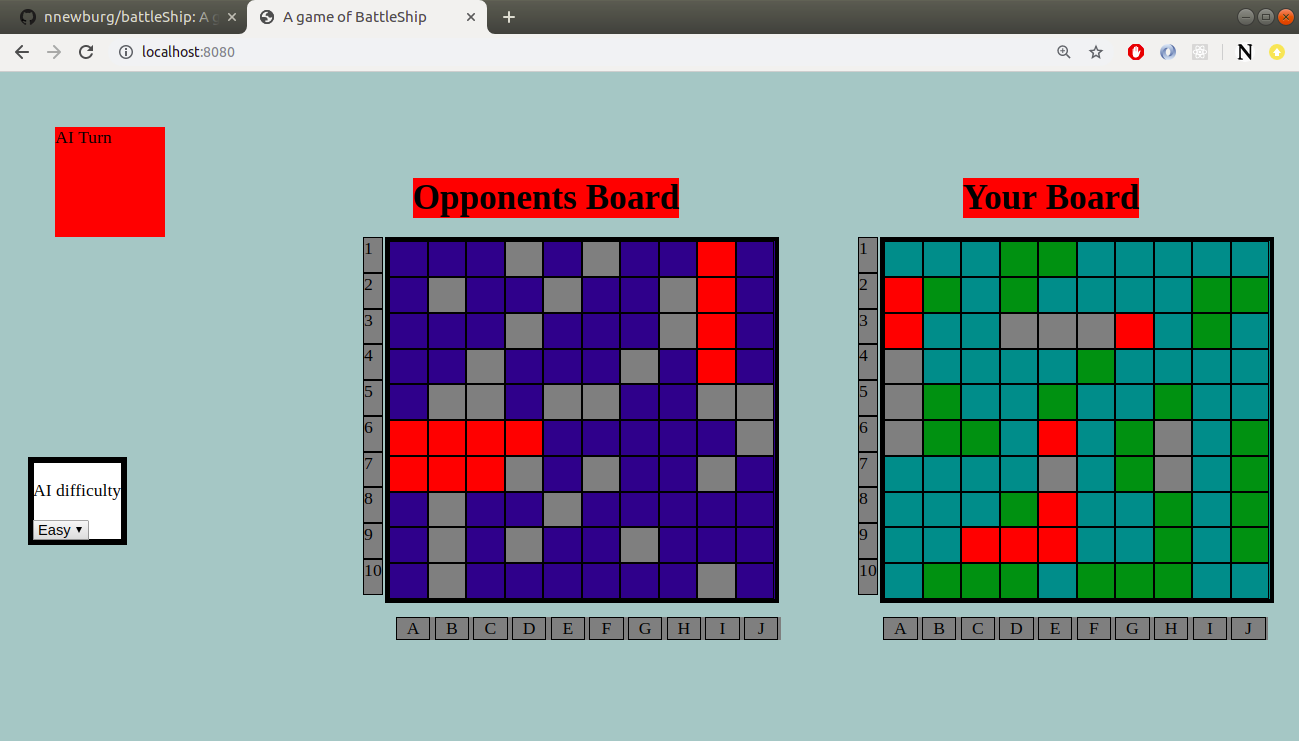 nnewburg/battleShip: A g
A game of BattleShip
localhost:8080
N
AI Turn
Opponents Board
Your Board
1
2
3
4
5
6
7
8
9
10
A B C D E F G H I J
1
2
3
4
5
6
7
8
9
10
A B C D E F G H I J
AI difficulty
Easy